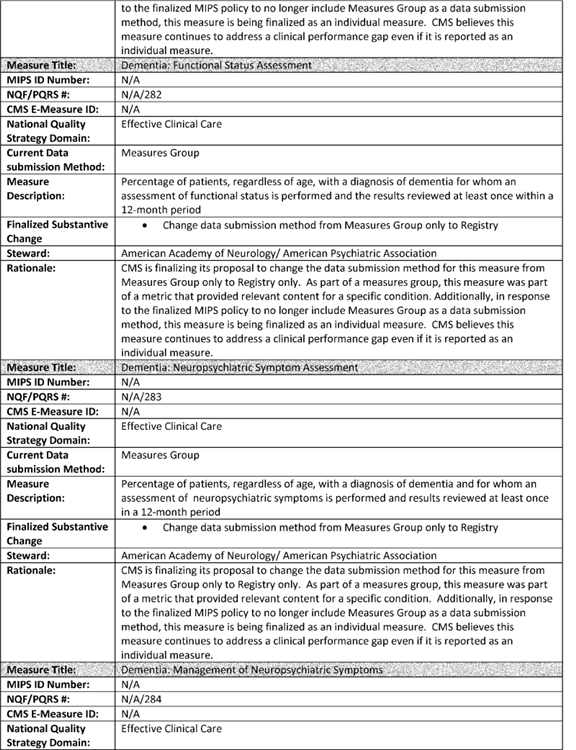 to the finalized MIPS policy to no longer include Measures Group as a data submission
method, this measure is being finalized as an individual measure.  CMS believes this
measure continues to address a clinical performance gap even if it is reported as an
individual measure.
Measure Title: Dementia: Functional Status Assessment
MIPS ID Number: N/A
NQF/PQRS #: N/A/282
CMS E-Measure ID: N/A
National Quality Effective Clinical Care
Strategy Domain:
Current Data Measures Group
submission Method:
Measure Percentage of patients, regardless of age, with a diagnosis of dementia for whom an
Description: assessment of functional status is performed and the results reviewed at least once within a
12-month period
Finalized Substantive • Change data submission method from Measures Group only to Registry
Change
Steward: American Academy of Neurology/ American Psychiatric Association
Rationale: CMS is finalizing its proposal to change the data submission method for this measure from
Measures Group only to Registry only.  As part of a measures group, this measure was part
of a metric that provided relevant content for a specific condition. Additionally, in response
to the finalized MIPS policy to no longer include Measures Group as a data submission
method, this measure is being finalized as an individual measure.  CMS believes this
measure continues to address a clinical performance gap even if it is reported as an
individual measure.
Measure Title: Dementia: Neuropsychiatric Symptom Assessment
MIPS ID Number: N/A
NQF/PQRS #: N/A/283
CMS E-Measure ID: N/A
National Quality Effective Clinical Care
Strategy Domain:
Current Data Measures Group
submission Method:
Measure Percentage of patients, regardless of age, with a diagnosis of dementia and for whom an
Description: assessment of  neuropsychiatric symptoms is performed and results reviewed at least once
in a 12-month period
Finalized Substantive • Change data submission method from Measures Group only to Registry
Change
Steward: American Academy of Neurology/ American Psychiatric Association
Rationale: CMS is finalizing its proposal to change the data submission method for this measure from
Measures Group only to Registry only.  As part of a measures group, this measure was part
of a metric that provided relevant content for a specific condition.  Additionally, in response
to the finalized MIPS policy to no longer include Measures Group as a data submission
method, this measure is being finalized as an individual measure.  CMS believes this
measure continues to address a clinical performance gap even if it is reported as an
individual measure.
Measure Title: Dementia: Management of Neuropsychiatric Symptoms
MIPS ID Number: N/A
NQF/PQRS #: N/A/284
CMS E-Measure ID: N/A
National Quality Effective Clinical Care
Strategy Domain: